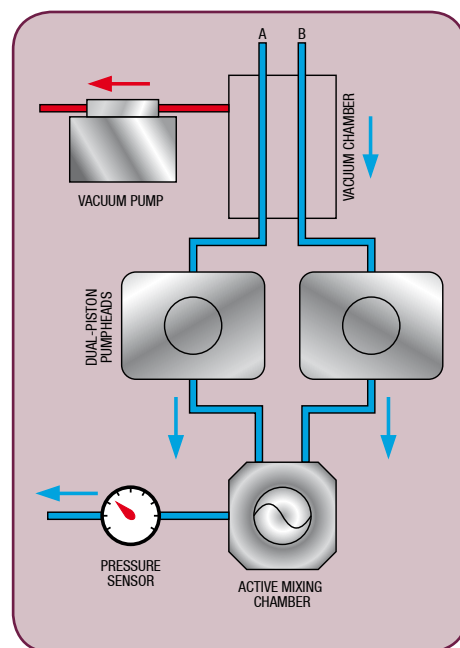 A B
VACUUM CHAMBER
VACUUM PUMP
DUAL-PISTON
PUMPHEADS
PRESSURE
SENSOR
ACTIVE MIXING
CHAMBER